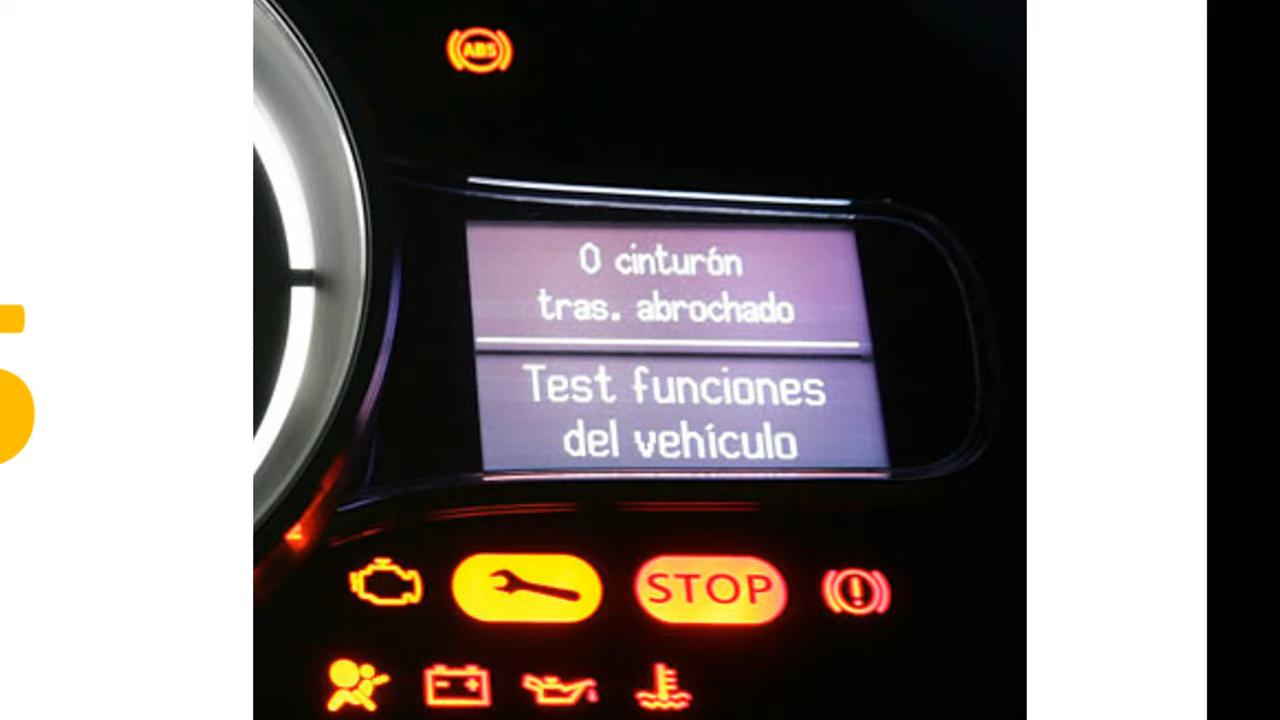 ABS
0 cinturón
tras. abrochado
Test funciones
del vehículo
STOP